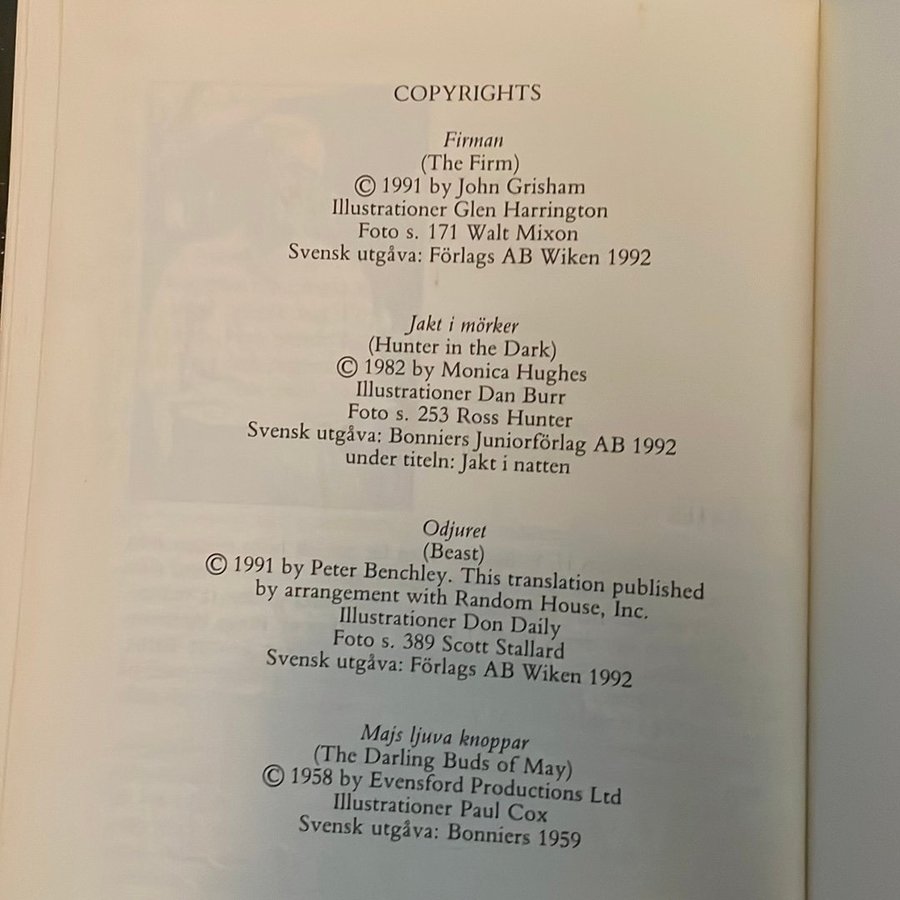 COPYRIGHTS
Firman
(The Firm)
© 1991 by John Grisham
Illustrationer Glen Harrington
Foto s. 171 Walt Mixon
Svensk utgåva: Förlags AB Wiken 1992
Jakt i mörker
(Hunter in the Dark)
© 1982 by Monica Hughes
Illustrationer Dan Burr
Foto s. 253 Ross Hunter
Svensk utgåva: Bonniers Juniorförlag AB 1992
under titeln: Jakt i natten
Odjuret
(Beast)
© 1991 by Peter Benchley. This translation published
by arrangement with Random House, Inc.
Illustrationer Don Daily
Foto s. 389 Scott Stallard
Svensk utgåva: Förlags AB Wiken 1992
Majs ljuva knoppar
(The Darling Buds of May)
© 1958 by Evensford Productions Ltd
Illustrationer Paul Cox
Svensk utgåva: Bonniers 1959